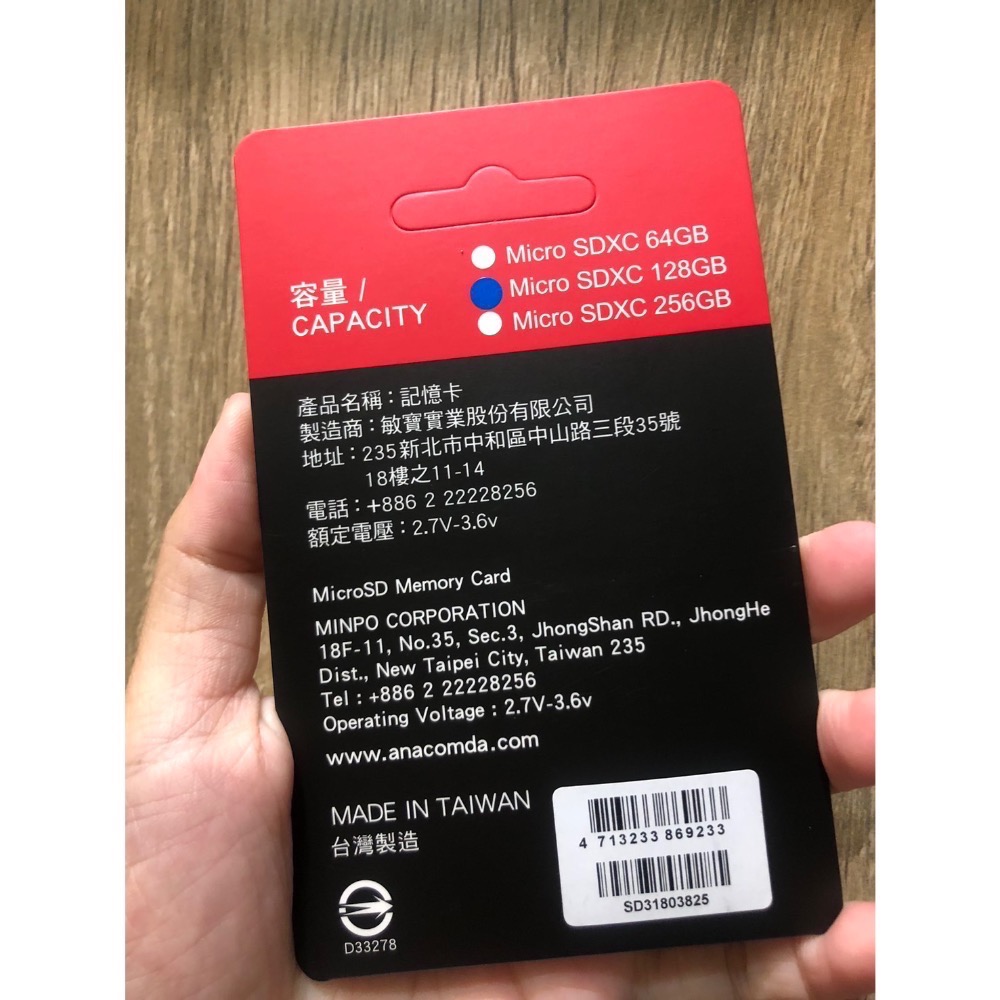 容量 /
CAPACITY
Micro SDXC 64GB
Micro SDXC 128GB
Micro SDXC 256GB
產品名稱：記憶卡
製造商：敏寶實業股份有限公司
地址：235新北市中和區中山路三段35號
18樓之11-14
電話：+886 2 22228256
額定電壓：2.7V-3.6v
MicroSD Memory Card
MINPO CORPORATION
18F-11, No.35, Sec.3, JhongShan RD., JhongHe
Dist., New Taipei City, Taiwan 235
Tel : +886 2 22228256
Operating Voltage : 2.7V-3.6v
www.anacomda.com
MADE IN TAIWAN
台灣製造
D33278
4 713233 869233
SD31803825